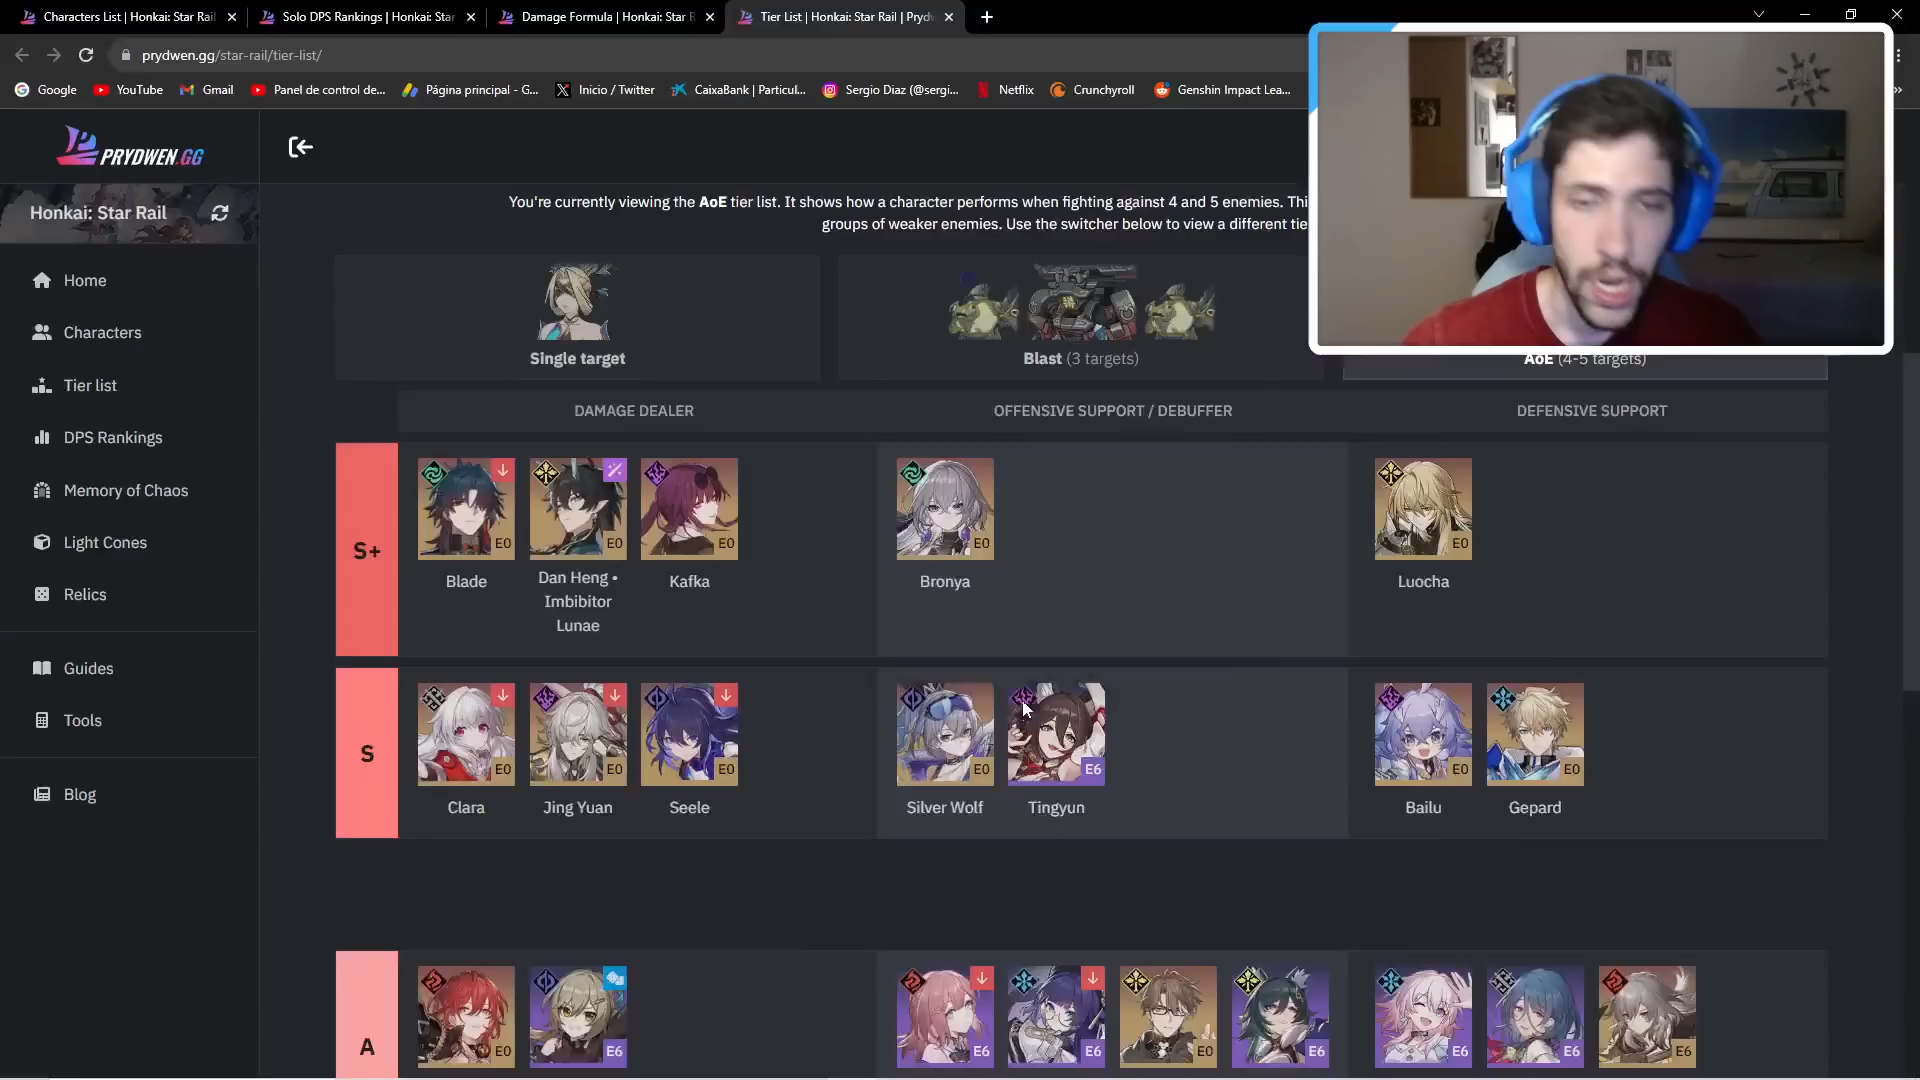 Characters List | Honkai: Star Rail
Solo DPS Rankings | Honkai: Star
Damage Formula | Honkai: Star R
Tier List | Honkai: Star Rail | Prydw
prydwen.gg/star-rail/tier-list/
Google
YouTube
Gmail
Panel de control de...
Página principal - G...
Inicio / Twitter
CaixaBank | Particul...
Sergio Diaz (@sergi...
Netflix
Crunchyroll
Genshin Impact Lea...
PRYDWEN.GG
Honkai: Star Rail
Home
Characters
Tier list
DPS Rankings
Memory of Chaos
Light Cones
Relics
Guides
Tools
Blog
You're currently viewing the AoE tier list. It shows how a character performs when fighting against 4 and 5 enemies. Thi
groups of weaker enemies. Use the switcher below to view a different tie
Single target
Blast (3 targets)
AoE (4-5 targets)
DAMAGE DEALER
OFFENSIVE SUPPORT / DEBUFFER
DEFENSIVE SUPPORT
S+
E0
E0
E0
E0
E0
Blade
Dan Heng •
Imbibitor
Lunae
Kafka
Bronya
Luocha
S
E0
E0
E0
E0
E6
E0
E0
Clara
Jing Yuan
Seele
Silver Wolf
Tingyun
Bailu
Gepard
A
E0
E6
E6
E6
E0
E6
E6
E6
E6